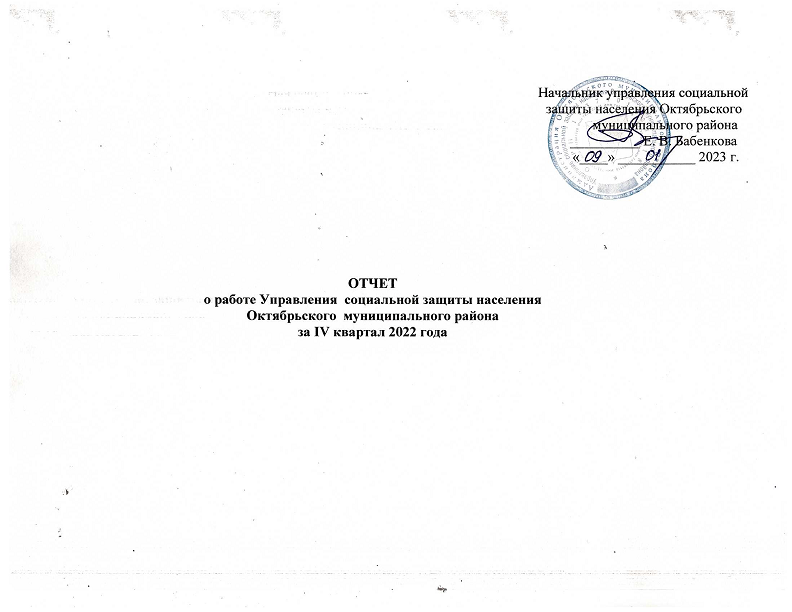 Начальник управления социальной
защиты населения Октябрьского
муниципального района
Е. В. Бабенкова
« 09 » 01 2023 г.
ОТЧЕТ
о работе Управления социальной защиты населения
Октябрьского муниципального района
за IV квартал 2022 года